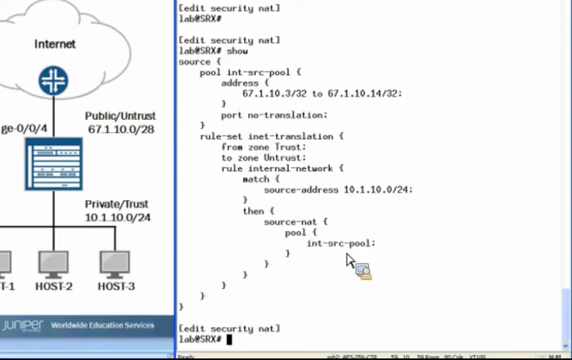 Internet
ge-0/0/4
Public/Untrust
67.1.10.0/28
Private/Trust
10.1.10.0/24
T-1
HOST-2
HOST-3
JUNIPER
Worldwide Education Services
[edit security nat]
lab@SRX#
[edit security nat]
lab@SRX# show
source {
pool int-src-pool {
address {
67.1.10.3/32 to 67.1.10.14/32;
}
port no-translation;
}
rule-set inet-translation {
from zone Trust;
to zone Untrust;
rule internal-network {
match {
source-address 10.1.10.0/24;
}
then {
source-nat {
pool {
int-src-pool;
}
}
}
}
}
}
[edit security nat]
lab@SRX#
Ready